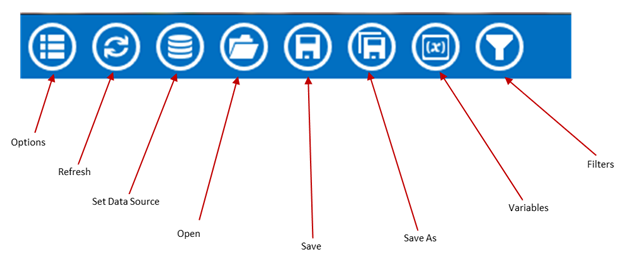 (x)
Options
Refresh
Set Data Source
Open
Save
Save As
Variables
Filters